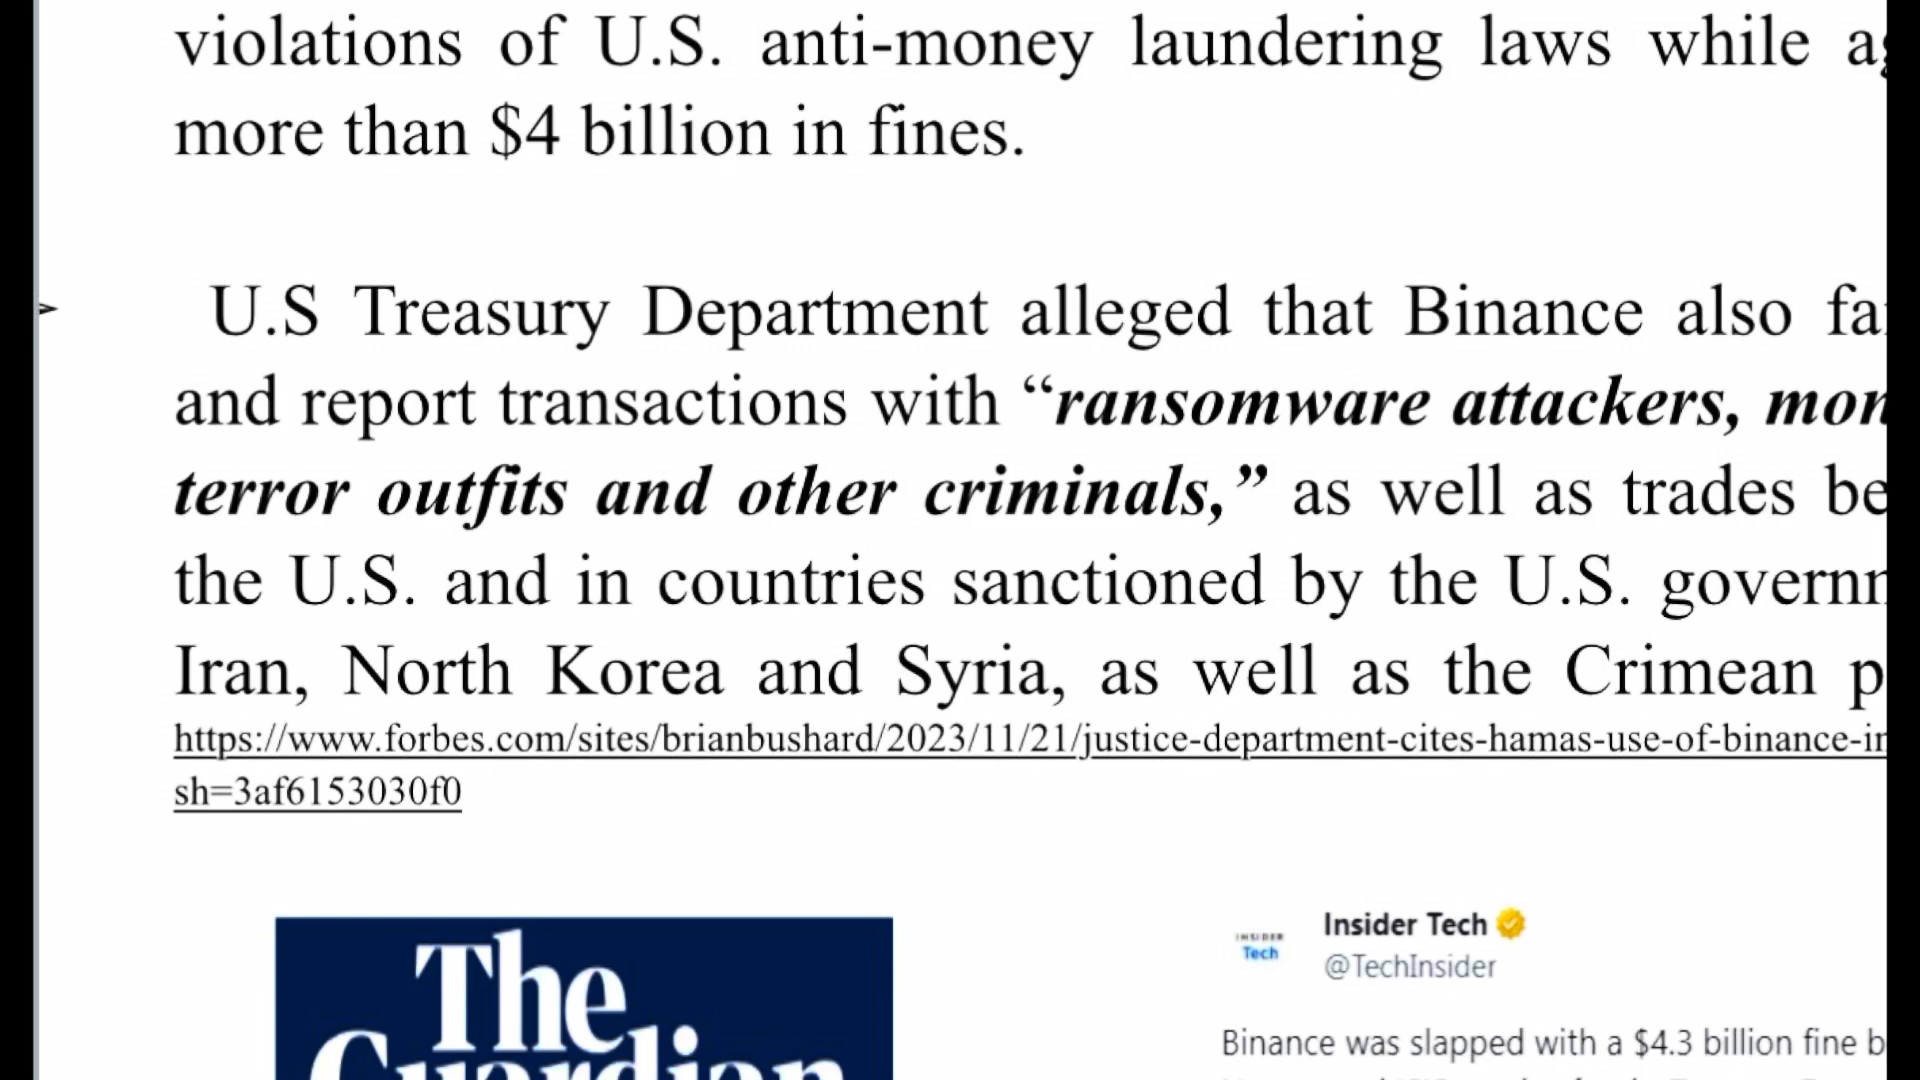 violations of U.S. anti-money laundering laws while
more than $4 billion in fines.
U.S Treasury Department alleged that Binance also
and report transactions with “ransomware attackers,
terror outfits and other criminals,” as well as trades
the U.S. and in countries sanctioned by the U.S.
Iran, North Korea and Syria, as well as the Crimean
https://www.forbes.com/sites/brianbushard/2023/11/21/justice-department-cites-hamas-use-of-binance-
sh=3af6153030f0
The
Guardian
INSIDER
Tech
Insider Tech
@TechInsider
Binance was slapped with a $4.3 billion fine